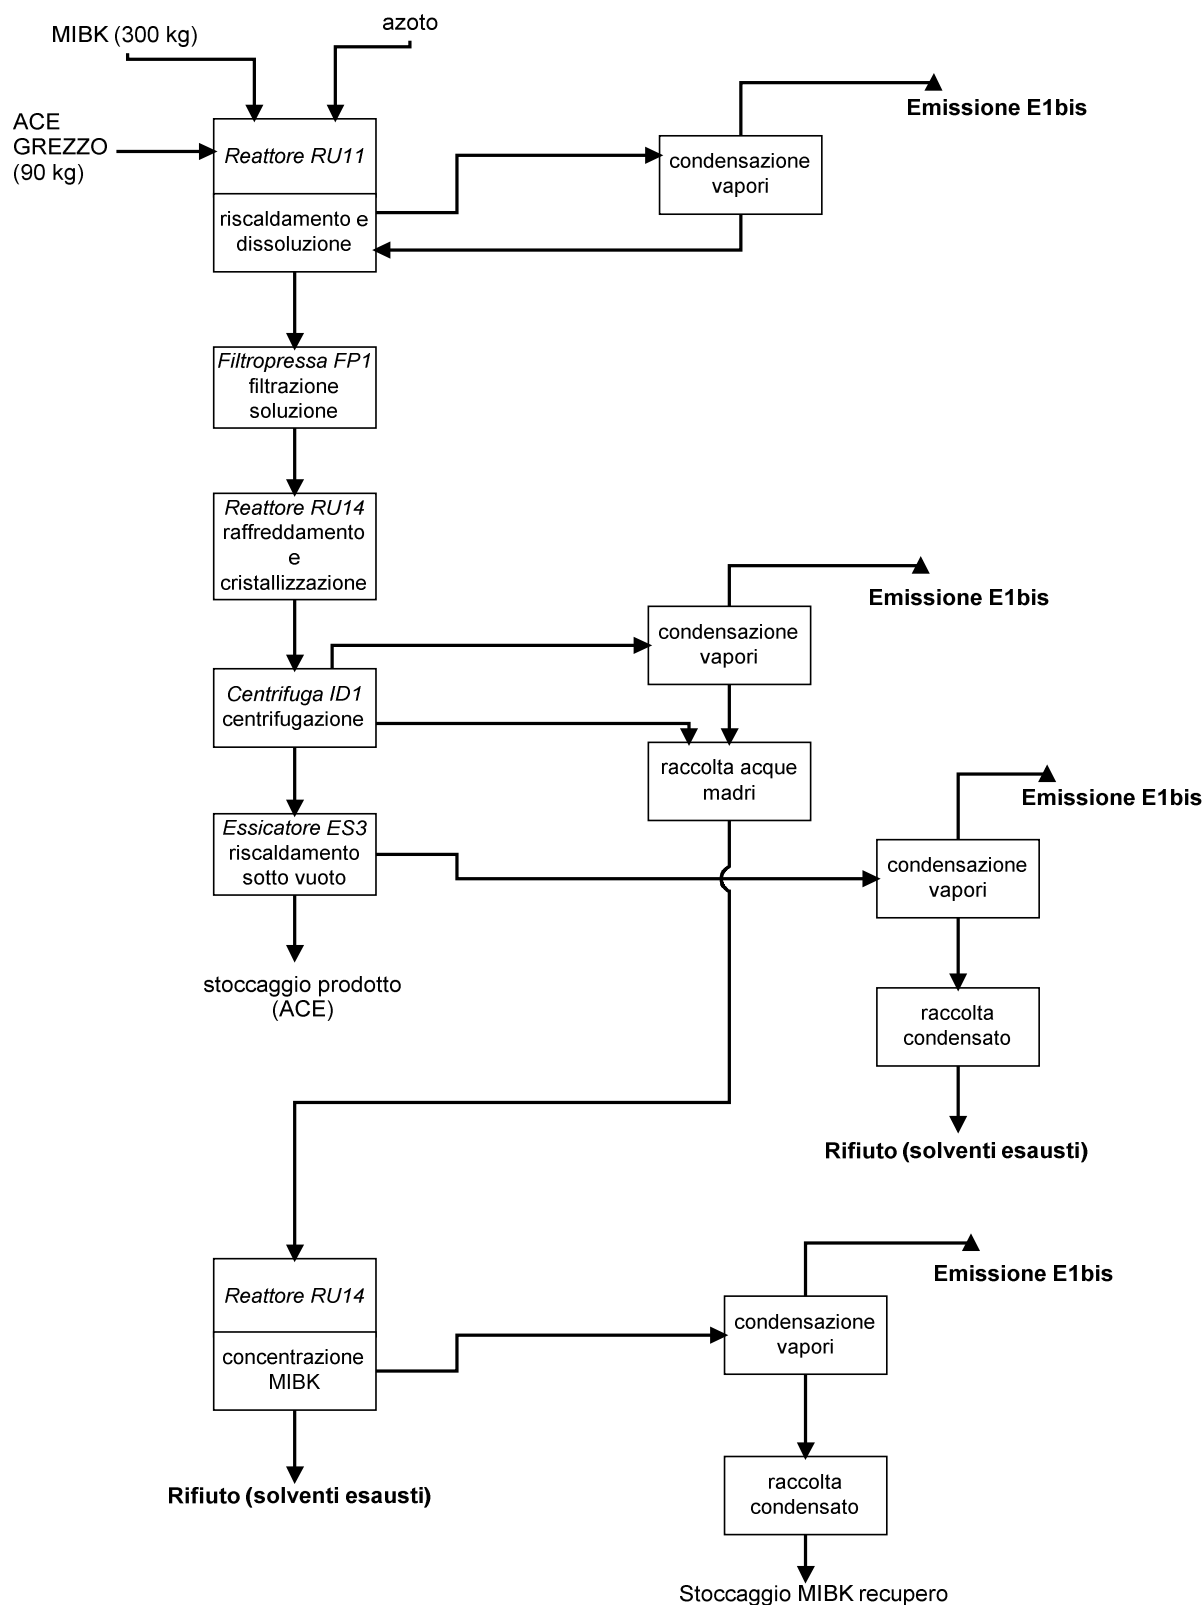 MIBK (300 kg)
azoto
ACE
GREZZO
(90 kg)
Reattore RU11
riscaldamento e
dissoluzione
condensazione
vapori
Emissione E1bis
Filtropressa FP1
filtrazione
soluzione
Reattore RU14
raffreddamento
e
cristallizzazione
Emissione E1bis
condensazione
vapori
Centrifuga ID1
centrifugazione
raccolta acque
madri
Emissione E1bis
Essicatore ES3
riscaldamento
sotto vuoto
condensazione
vapori
stoccaggio prodotto
(ACE)
raccolta
condensato
Rifiuto (solventi esausti)
Reattore RU14
concentrazione
MIBK
Emissione E1bis
condensazione
vapori
Rifiuto (solventi esausti)
raccolta
condensato
Stoccaggio MIBK recupero